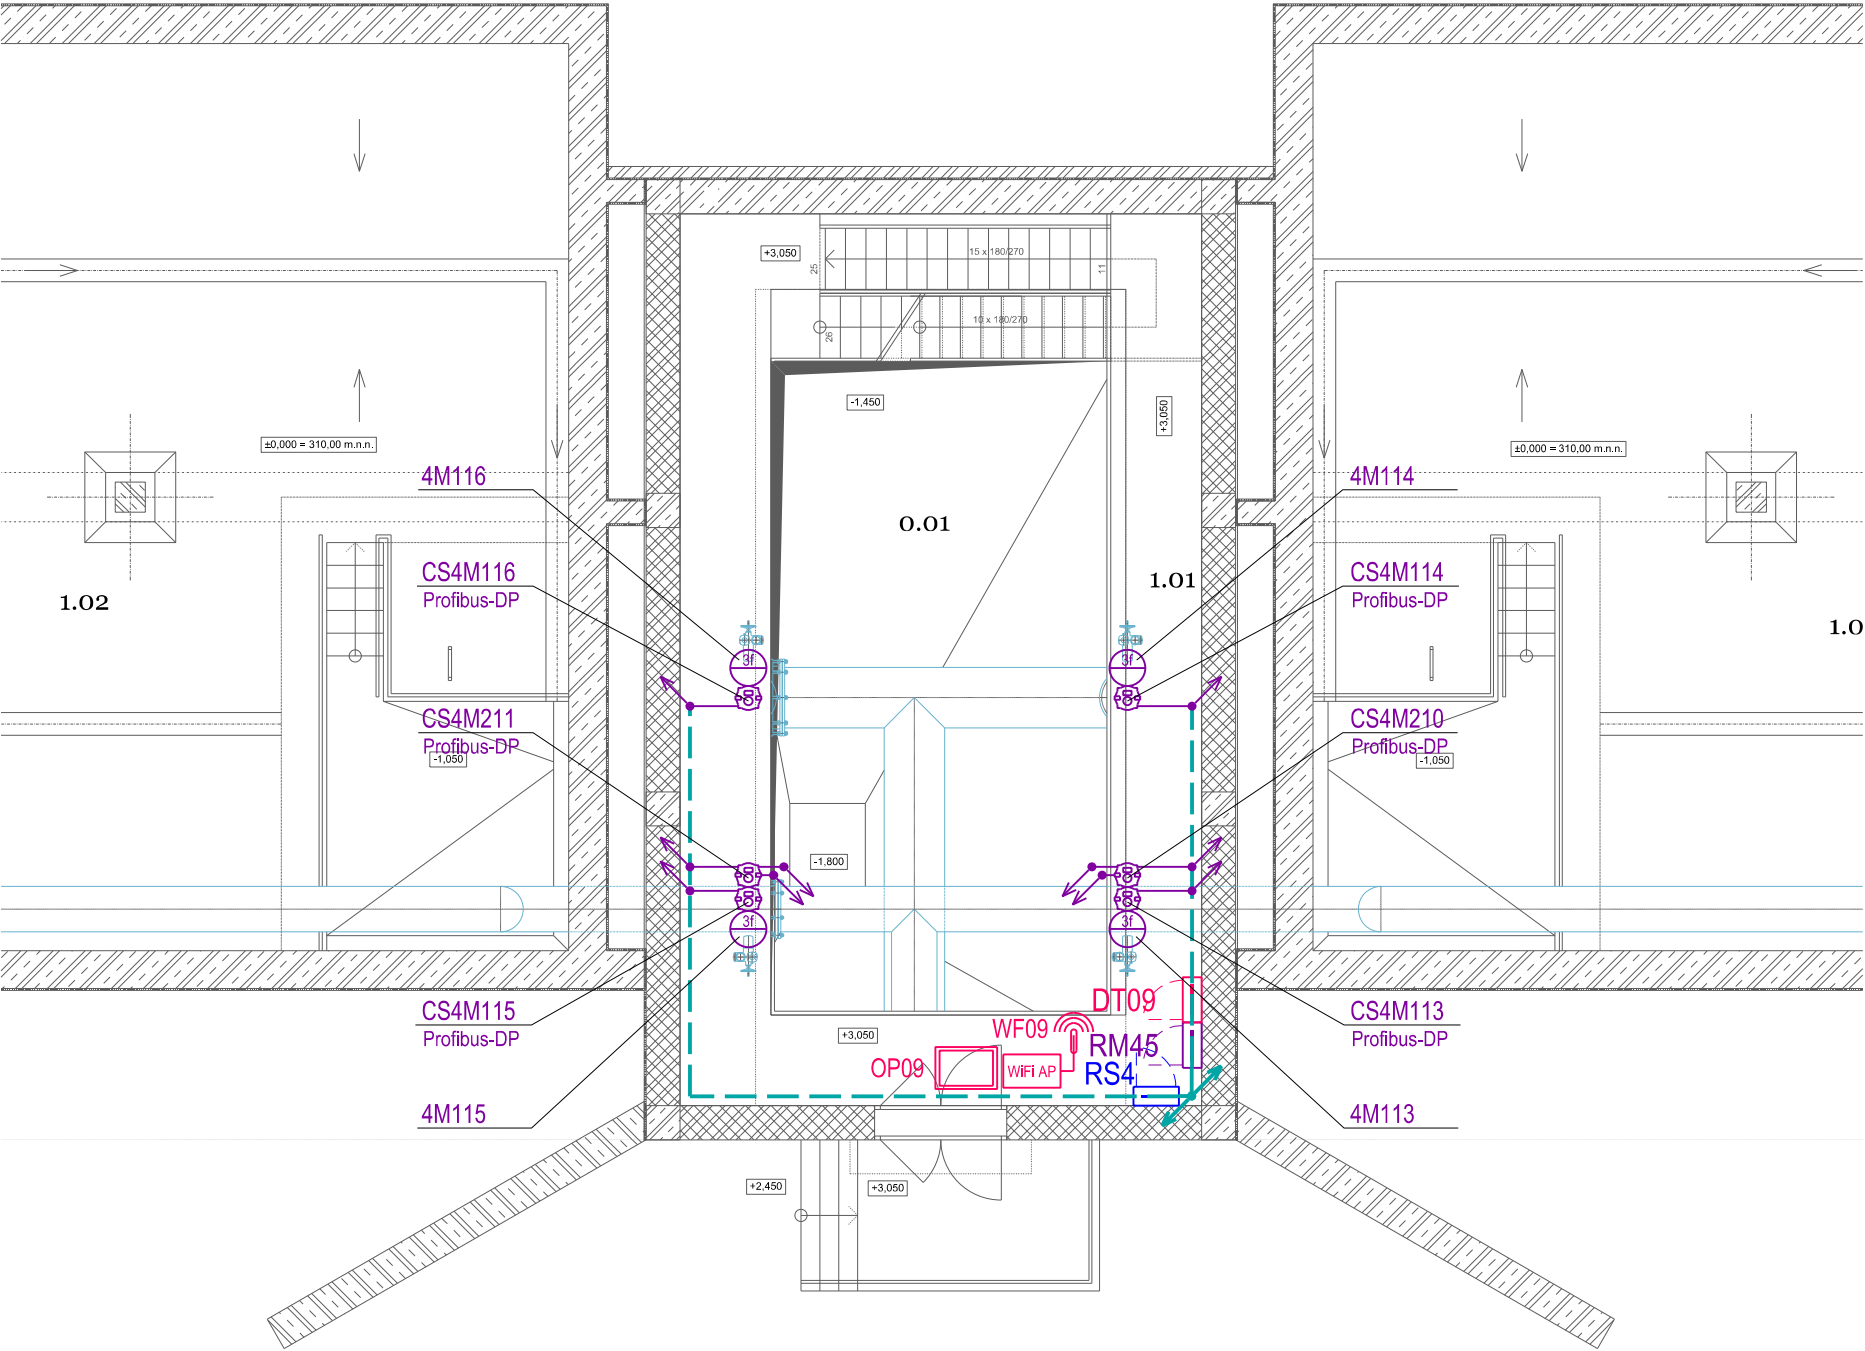 15 x 180/270
+3,050
25
11
10 x 180/270
26
-1,450
+3,050
±0,000 = 310,00 m.n.n.
±0,000 = 310,00 m.n.n.
4M116
4M114
0.01
CS4M116
Profibus-DP
1.01
CS4M114
Profibus-DP
1.02
1.0
3f
3f
CS4M211
Profibus-DP
-1,050
CS4M210
Profibus-DP
-1,050
-1,800
3f
3f
CS4M115
Profibus-DP
DT09
CS4M113
Profibus-DP
WF09
+3,050
RM45
OP09
WiFi AP
RS4
4M115
4M113
+2,450
+3,050